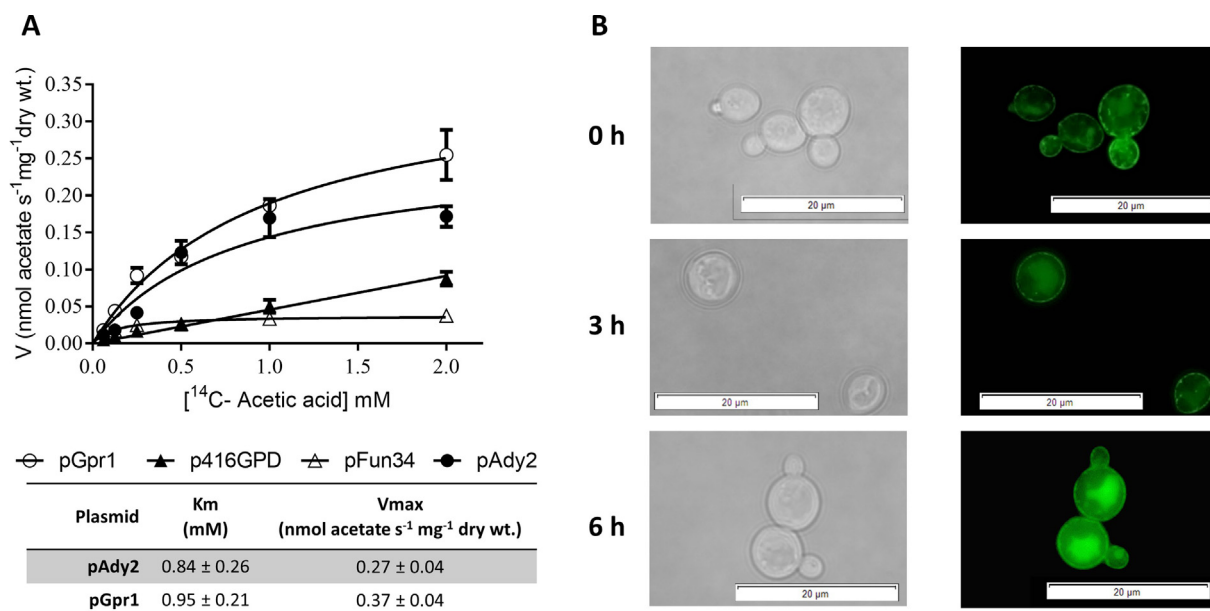 A
B
0.35
0.30
0.25
0.20
0.15
0.10
0.05
0.00
V (nmol acetate s⁻¹mg⁻¹dry wt.)
0.0 0.5 1.0 1.5 2.0
[¹⁴C- Acetic acid] mM
pGpr1 p416GPD pFun34 pAdy2
Plasmid Km (mM) Vmax (nmol acetate s⁻¹ mg⁻¹ dry wt.)
pAdy2 0.84 ± 0.26 0.27 ± 0.04
pGpr1 0.95 ± 0.21 0.37 ± 0.04
0 h
20 µm
20 µm
3 h
20 µm
20 µm
6 h
20 µm
20 µm